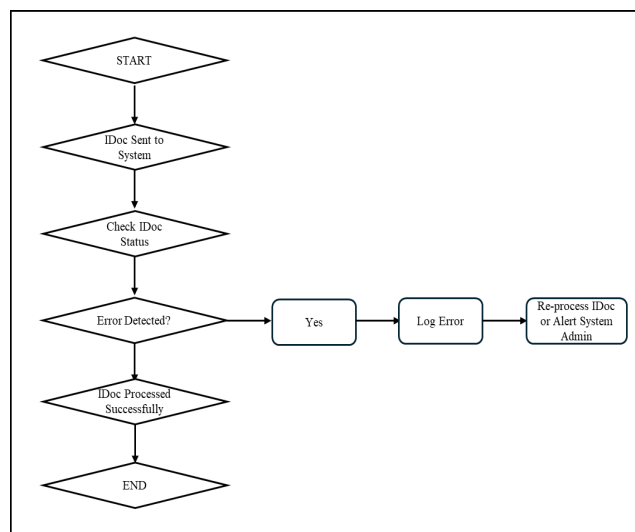 START
IDoc Sent to
System
Check IDoc
Status
Error Detected?
Yes
Log Error
Re-process IDoc
or Alert System
Admin
IDoc Processed
Successfully
END